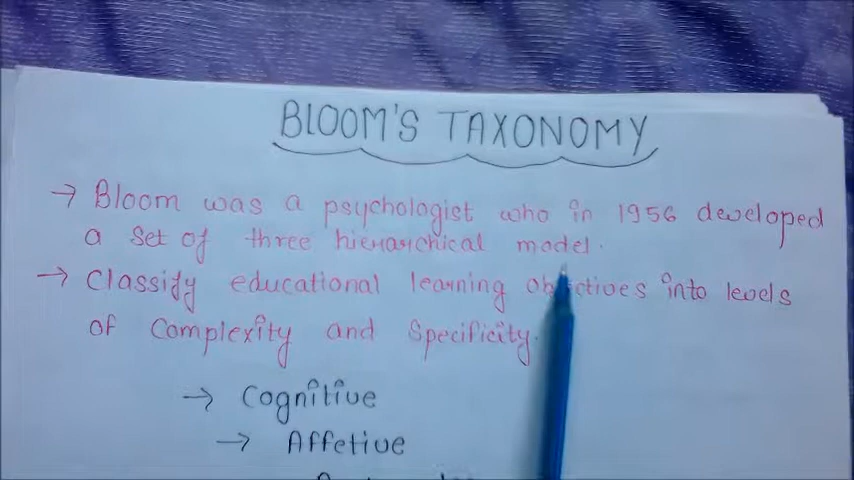 BLOOM'S TAXONOMY
→ Bloom was a psychologist who in 1956 developed
a set of three hierarchical model.
→ Classify educational learning objectives into levels
of Complexity and Specificity.
→ Cognitive
→ Affetive